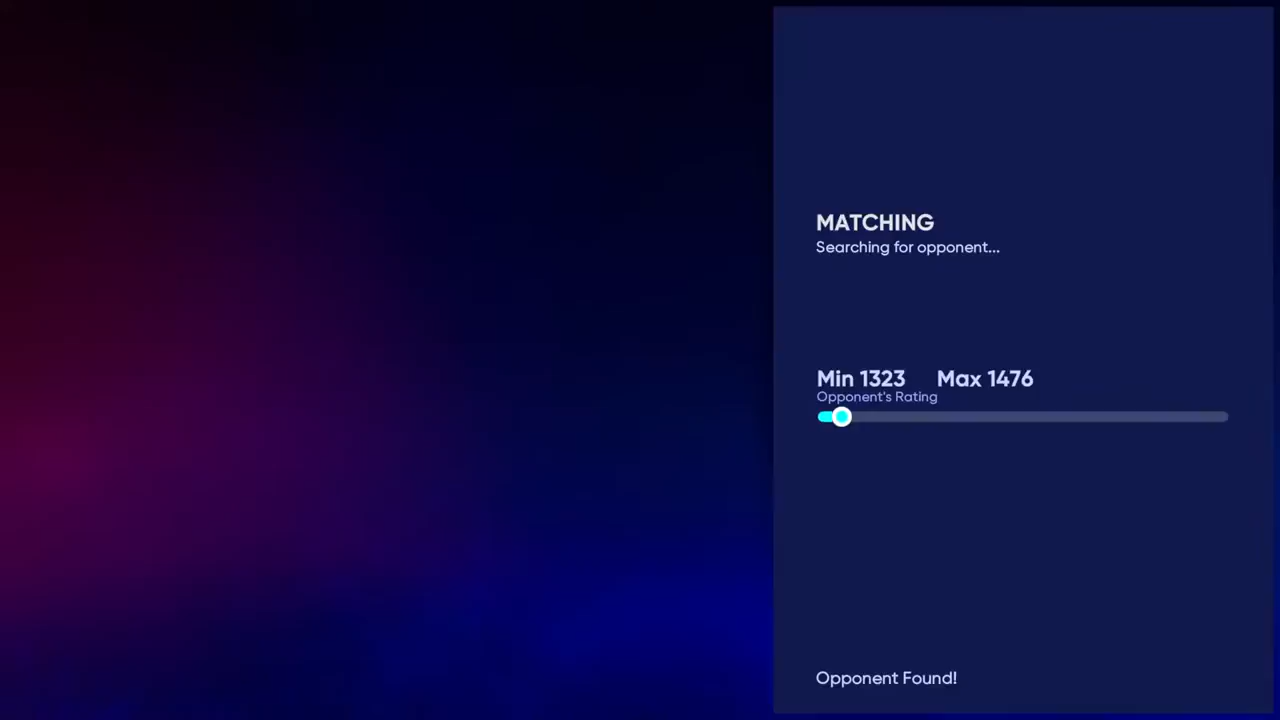 MATCHING
Searching for opponent...
Min 1323 Max 1476
Opponent's Rating
Opponent Found!